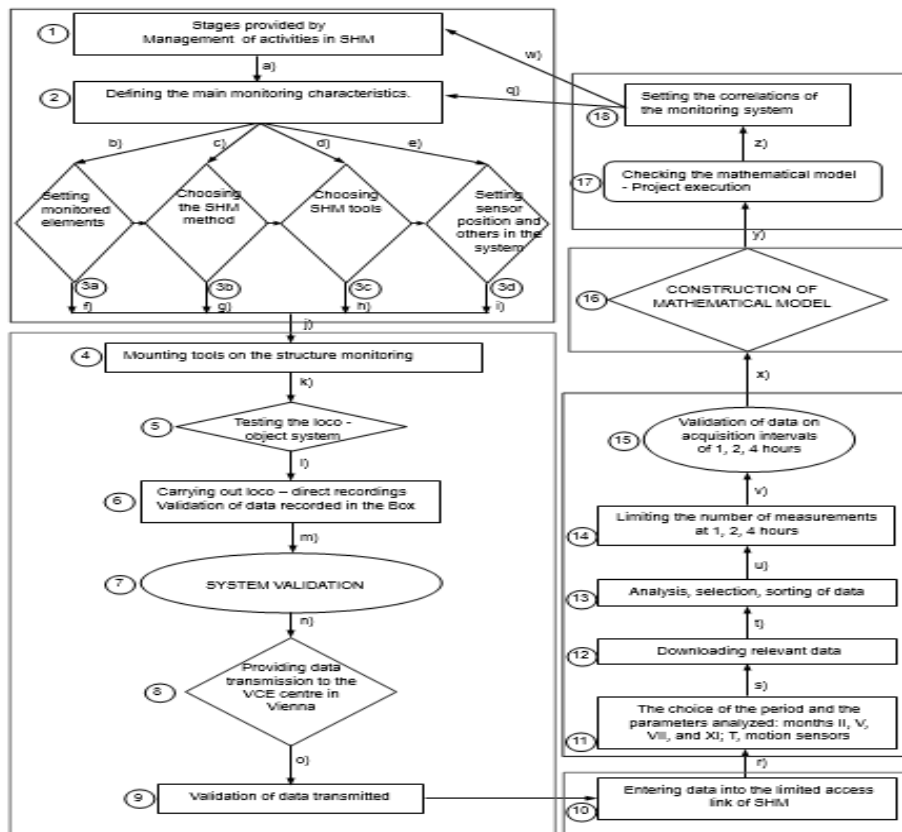 1
Stages provided by
Management of activities in SHM
a)
2
Defining the main monitoring characteristics.
b)
c)
d)
e)
Setting
monitored
elements
Choosing
the SHM
method
Choosing
SHM tools
Setting
sensor
position and
others in the
system
3a
3b
3c
3d
f)
g)
h)
i)
j)
4
Mounting tools on the structure monitoring
k)
5
Testing the loco -
object system
l)
6
Carrying out loco – direct recordings
Validation of data recorded in the Box
m)
7
SYSTEM VALIDATION
n)
8
Providing data
transmission to the
VCE centre in
Vienna
o)
9
Validation of data transmitted
w)
q)
18
Setting the correlations of
the monitoring system
z)
17
Checking the mathematical model
- Project execution
y)
16
CONSTRUCTION OF
MATHEMATICAL MODEL
x)
15
Validation of data on
acquisition intervals
of 1, 2, 4 hours
v)
14
Limiting the number of measurements
at 1, 2, 4 hours
u)
13
Analysis, selection, sorting of data
t)
12
Downloading relevant data
s)
11
The choice of the period and the
parameters analyzed: months II, V,
VII, and XI; T, motion sensors
r)
10
Entering data into the limited access
link of SHM